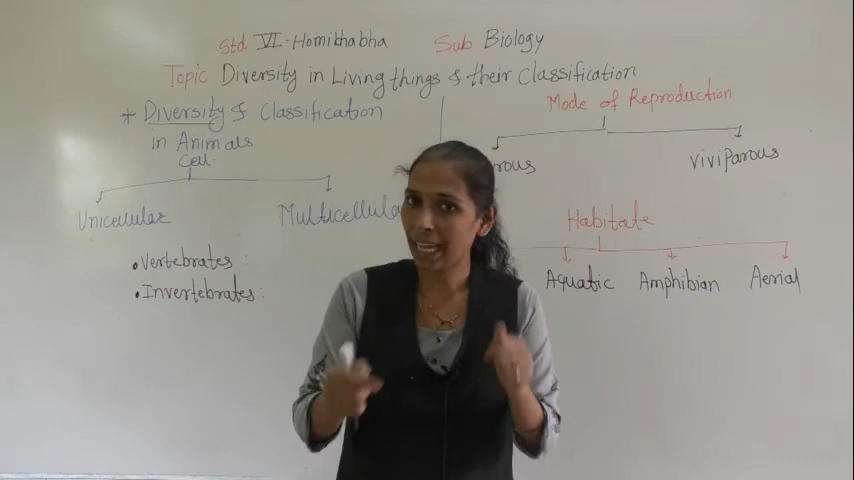 Std VI-Homibhabha Sub Biology
Topic Diversity in Living things & their Classification
* Diversity & Classification
in Animals
Cell
Unicellular Multicellula
• Vertebrates :
• Invertebrates :
Mode of Reproduction
rous viviparous
Habitate
Aquatic Amphibian Aerial